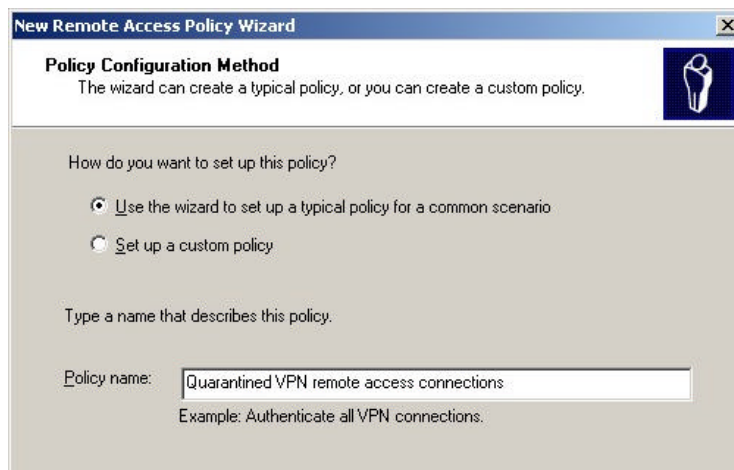 New Remote Access Policy Wizard
Policy Configuration Method
The wizard can create a typical policy, or you can create a custom policy.
How do you want to set up this policy?
Use the wizard to set up a typical policy for a common scenario
Set up a custom policy
Type a name that describes this policy.
Policy name: Quarantined VPN remote access connections
Example: Authenticate all VPN connections.